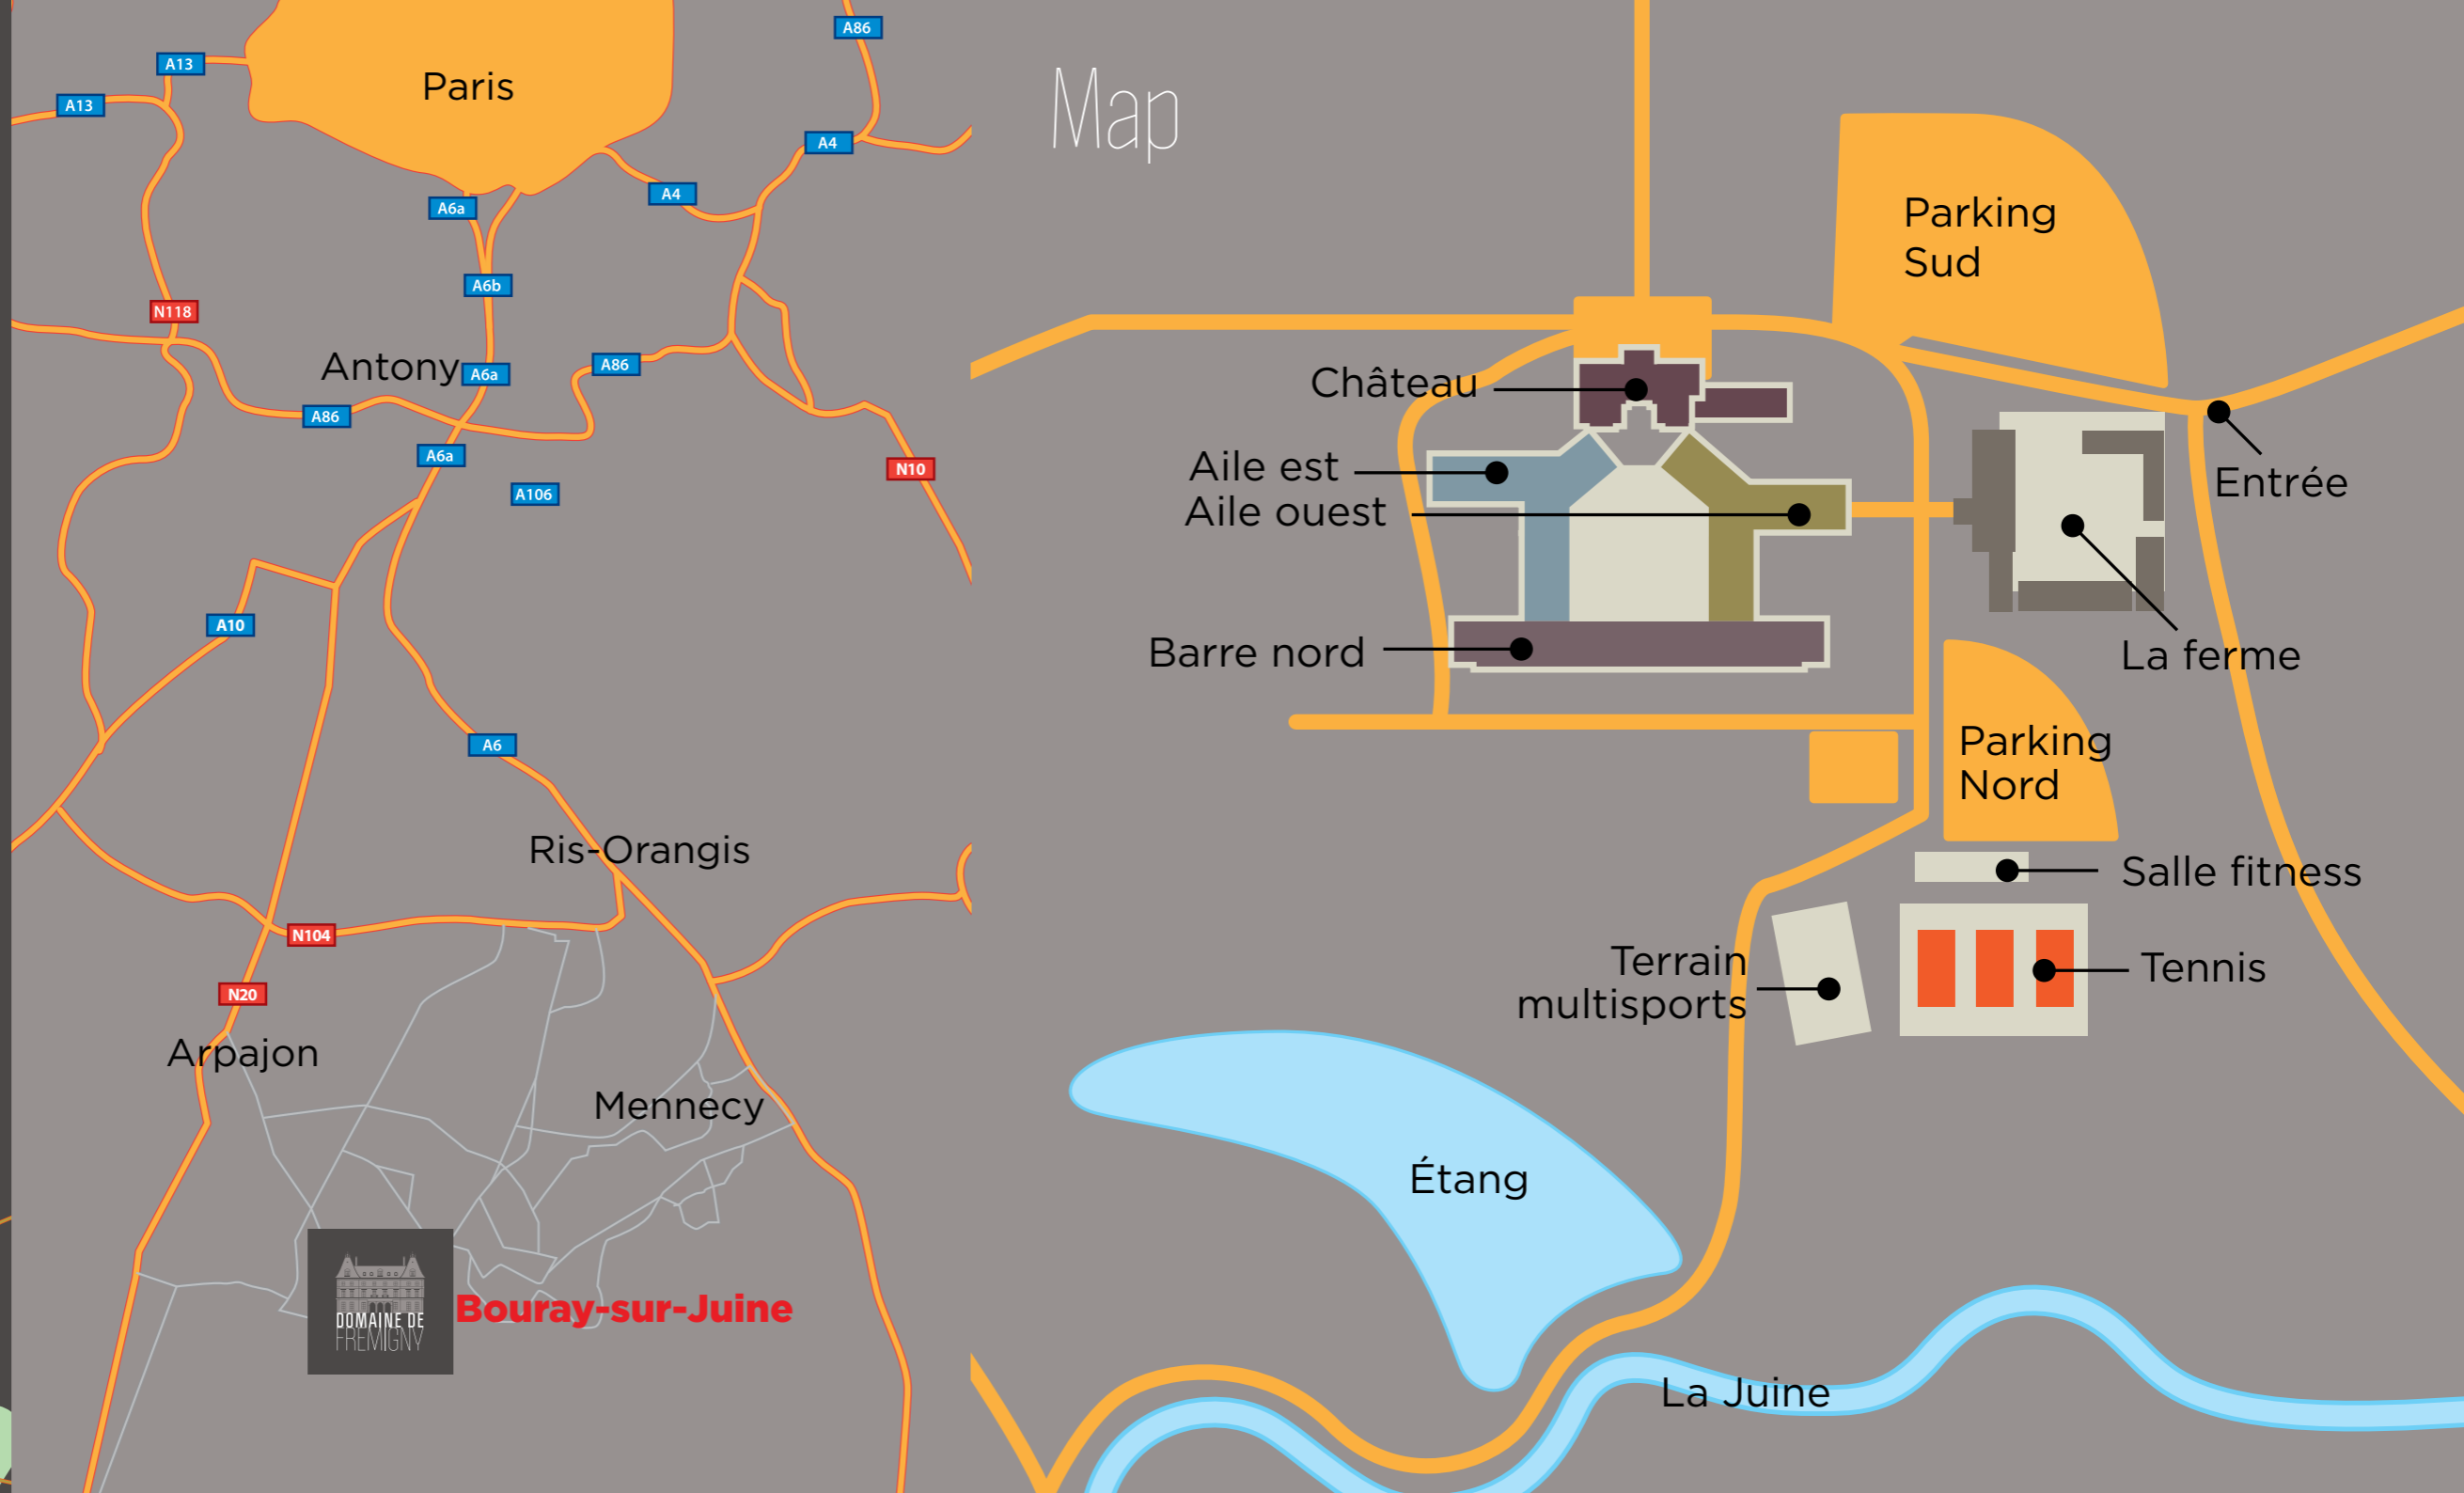 A86
A13
Paris
A13
A4
A4
A6a
A6b
N118
Antony
A6a
A86
A86
A6a
N10
A106
A10
A6
Ris-Orangis
N104
N20
Arpajon
Mennecy
DOMAINE DE
FRÉMIGNY
Bouray-sur-Juine
Map
Parking
Sud
Château
Aile est
Aile ouest
Entrée
Barre nord
La ferme
Parking
Nord
Salle fitness
Terrain
multisports
Tennis
Étang
La Juine